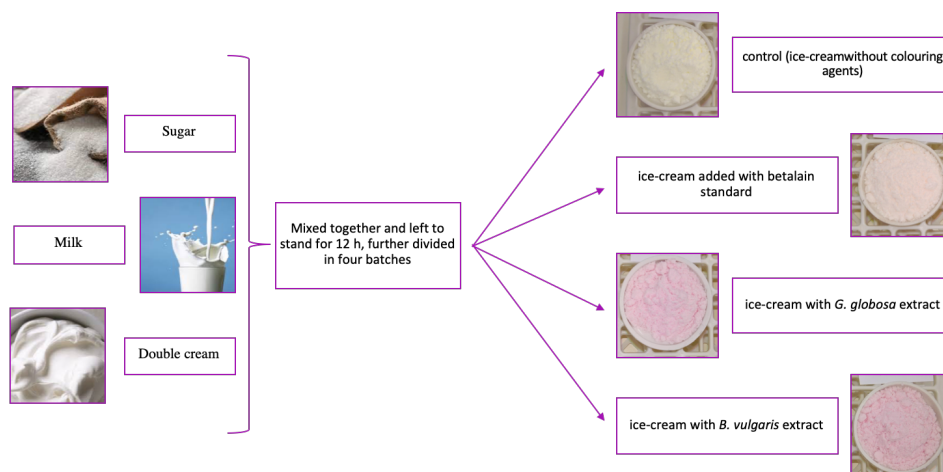 Sugar
Milk
Double cream
Mixed together and left to
stand for 12 h, further divided
in four batches
control (ice-creamwithout colouring
agents)
ice-cream added with betalain
standard
ice-cream with G. globosa extract
ice-cream with B. vulgaris extract